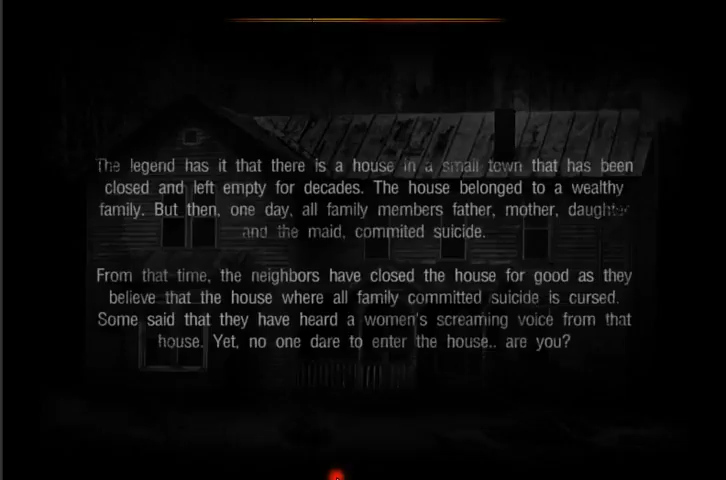 The legend has it that there is a house in a small town that has been
closed and left empty for decades. The house belonged to a wealthy
family. But then, one day, all family members father, mother, daughter
and the maid, commited suicide.
From that time, the neighbors have closed the house for good as they
believe that the house where all family committed suicide is cursed.
Some said that they have heard a women's screaming voice from that
house. Yet, no one dare to enter the house.. are you?